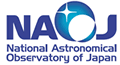 NAOJ
National Astronomical
Observatory of Japan